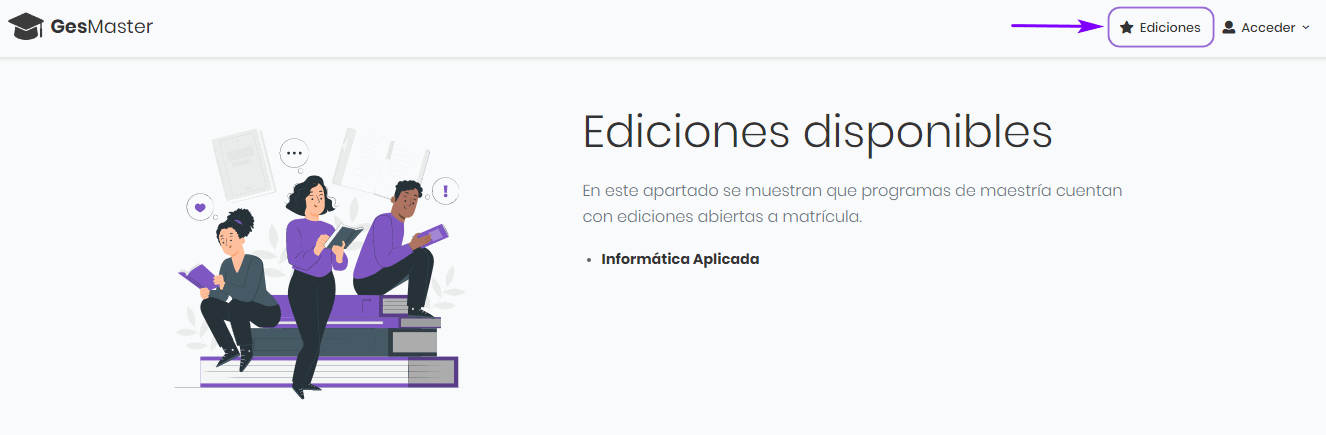 GesMaster
Ediciones
Acceder
Ediciones disponibles
En este apartado se muestran que programas de maestría cuentan
con ediciones abiertas a matrícula.
• Informática Aplicada